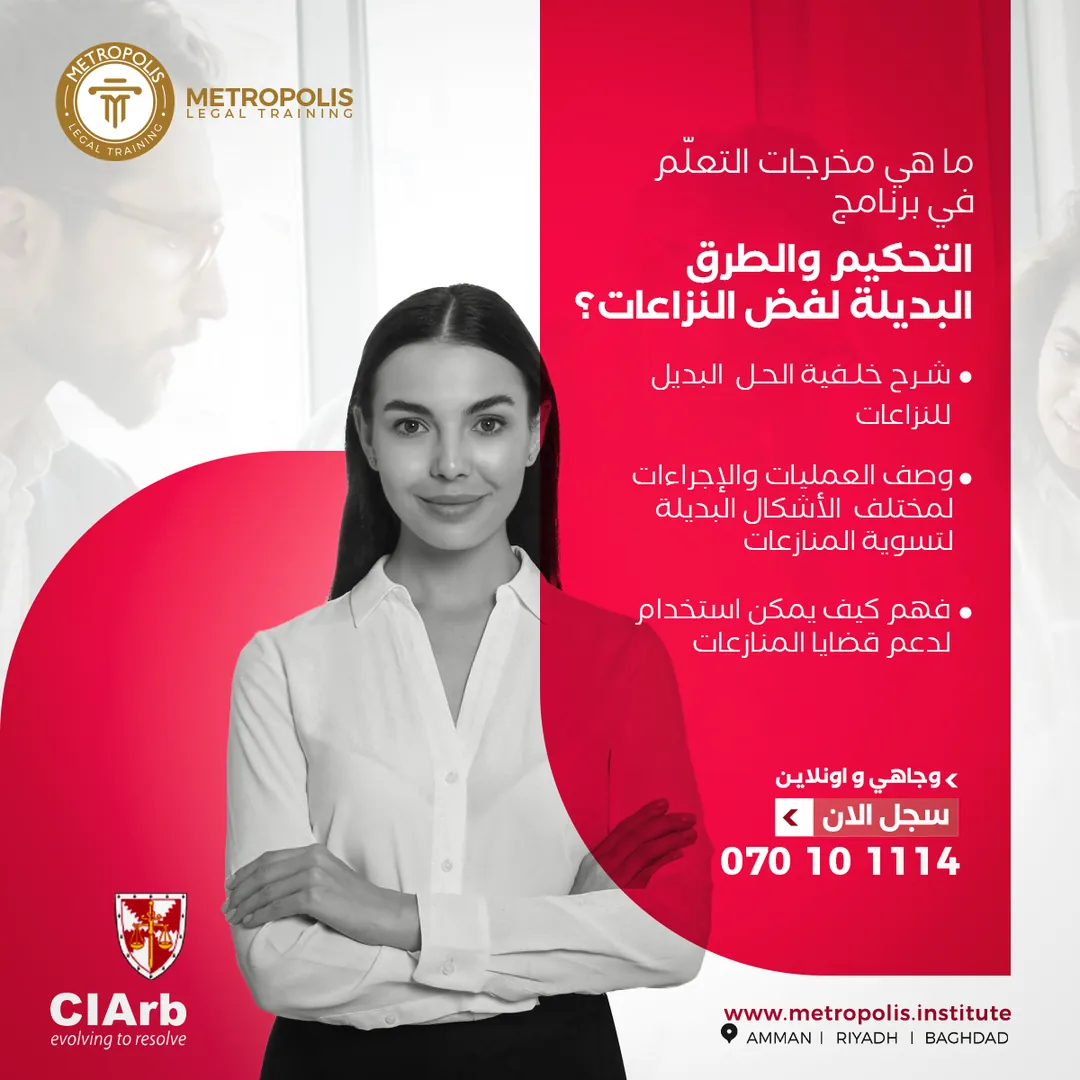 METROPOLIS
LEGAL TRAINING
METROPOLIS
LEGAL TRAINING
ما هي مخرجات التعلّم
في برنامج
التحكيم والطرق
البديلة لفض النزاعات؟
• شرح خلفية الحل البديل
للنزاعات
• وصف العمليات والإجراءات
لمختلف الأشكال البديلة
لتسوية المنازعات
• فهم كيف يمكن استخدام
لدعم قضايا المنازعات
وجاهي و اونلاين
سجل الان
070 10 1114
CIArb
evolving to resolve
www.metropolis.institute
AMMAN | RIYADH | BAGHDAD